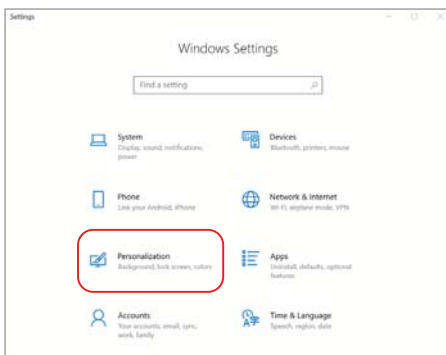 Settings
Windows Settings
Find a setting
System
Display, sound, notifications,
power
Devices
Bluetooth, printers, mouse
Phone
Link your Android, iPhone
Network & Internet
Wi-Fi, airplane mode, VPN
Personalization
Background, lock screen, colors
Apps
Uninstall, defaults, optional
features
Accounts
Your accounts, email, sync,
work, family
Time & Language
Speech, region, date